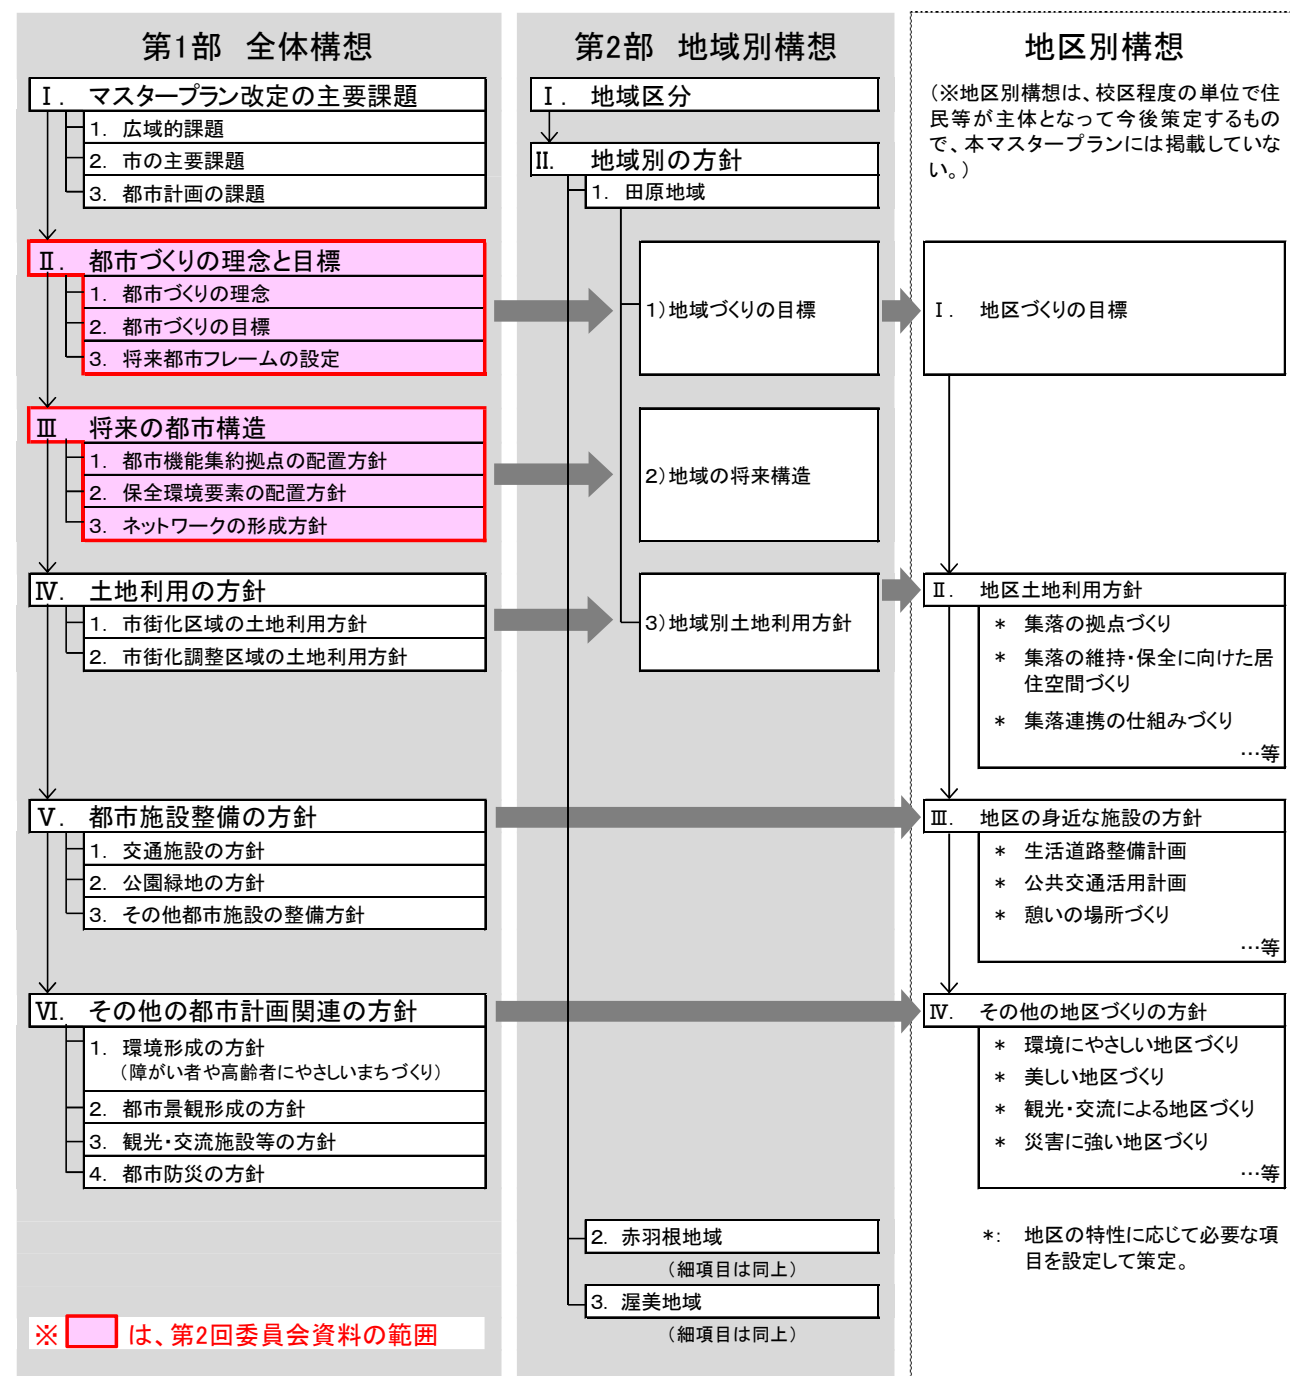 第1部 全体構想
Ⅰ. マスタープラン改定の主要課題
1. 広域的課題
2. 市の主要課題
3. 都市計画の課題
Ⅱ. 都市づくりの理念と目標
1. 都市づくりの理念
2. 都市づくりの目標
3. 将来都市フレームの設定
Ⅲ 将来の都市構造
1. 都市機能集約拠点の配置方針
2. 保全環境要素の配置方針
3. ネットワークの形成方針
Ⅳ. 土地利用の方針
1. 市街化区域の土地利用方針
2. 市街化調整区域の土地利用方針
Ⅴ. 都市施設整備の方針
1. 交通施設の方針
2. 公園緑地の方針
3. その他都市施設の整備方針
Ⅵ. その他の都市計画関連の方針
1. 環境形成の方針
(障がい者や高齢者にやさしいまちづくり)
2. 都市景観形成の方針
3. 観光・交流施設等の方針
4. 都市防災の方針
※ は、第2回委員会資料の範囲
第2部 地域別構想
Ⅰ. 地域区分
Ⅱ. 地域別の方針
1. 田原地域
1)地域づくりの目標
2)地域の将来構造
3)地域別土地利用方針
2. 赤羽根地域
(細項目は同上)
3. 渥美地域
(細項目は同上)
地区別構想
(※地区別構想は、校区程度の単位で住
民等が主体となって今後策定するもの
で、本マスタープランには掲載していな
い。)
Ⅰ. 地区づくりの目標
Ⅱ. 地区土地利用方針
* 集落の拠点づくり
* 集落の維持・保全に向けた居
住空間づくり
* 集落連携の仕組みづくり
…等
Ⅲ. 地区の身近な施設の方針
* 生活道路整備計画
* 公共交通活用計画
* 憩いの場所づくり
…等
Ⅳ. その他の地区づくりの方針
* 環境にやさしい地区づくり
* 美しい地区づくり
* 観光・交流による地区づくり
* 災害に強い地区づくり
…等
*: 地区の特性に応じて必要な項
目を設定して策定。